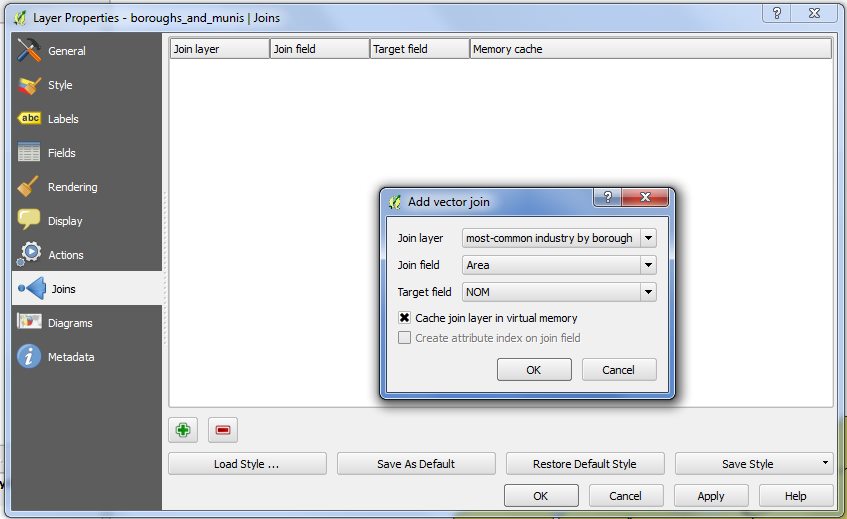 Layer Properties - boroughs_and_munis | Joins
?
General
Style
abc Labels
Fields
Rendering
Display
Actions
Joins
Diagrams
i Metadata
Join layer Join field Target field Memory cache
Add vector join
?
Join layer most-common industry by borough
Join field Area
Target field NOM
Cache join layer in virtual memory
Create attribute index on join field
OK Cancel
Load Style ... Save As Default Restore Default Style Save Style
OK Cancel Apply Help